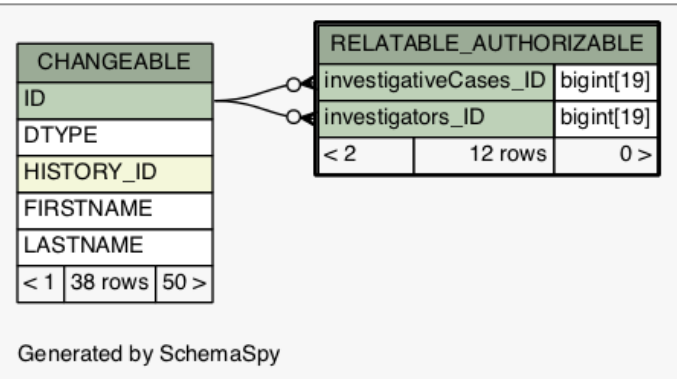 CHANGEABLE
ID
DTYPE
HISTORY_ID
FIRSTNAME
LASTNAME
< 1 38 rows 50 >
RELATABLE_AUTHORIZABLE
investigativeCases_ID bigint[19]
investigators_ID bigint[19]
< 2 12 rows 0 >
Generated by SchemaSpy